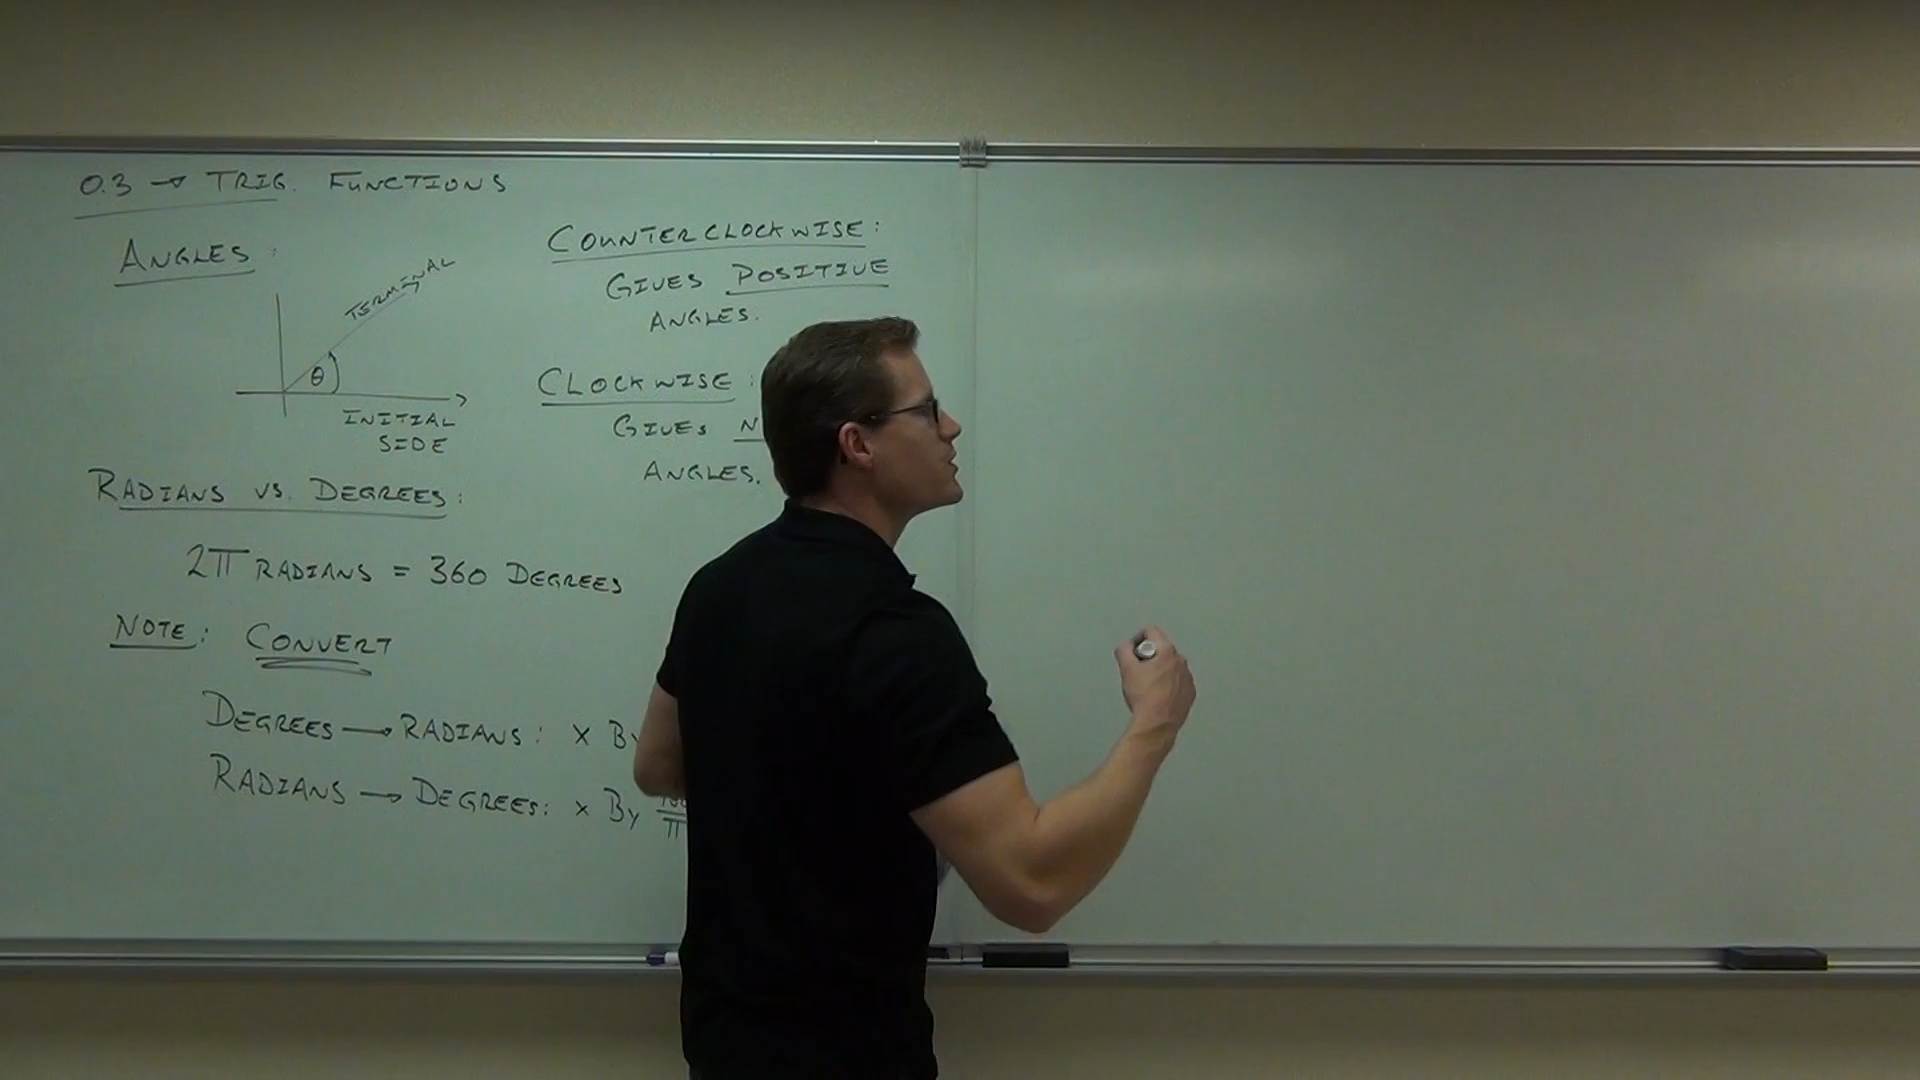 0.3 → TRIG. FUNCTIONS
ANGLES:
TERMINAL
θ
INITIAL
SIDE
COUNTERCLOCKWISE:
GIVES POSITIVE
ANGLES.
CLOCKWISE:
GIVES N
ANGLES.
RADIANS VS. DEGREES:
2π RADIANS = 360 DEGREES
NOTE: CONVERT
DEGREES → RADIANS: × BY
RADIANS → DEGREES: × BY
π